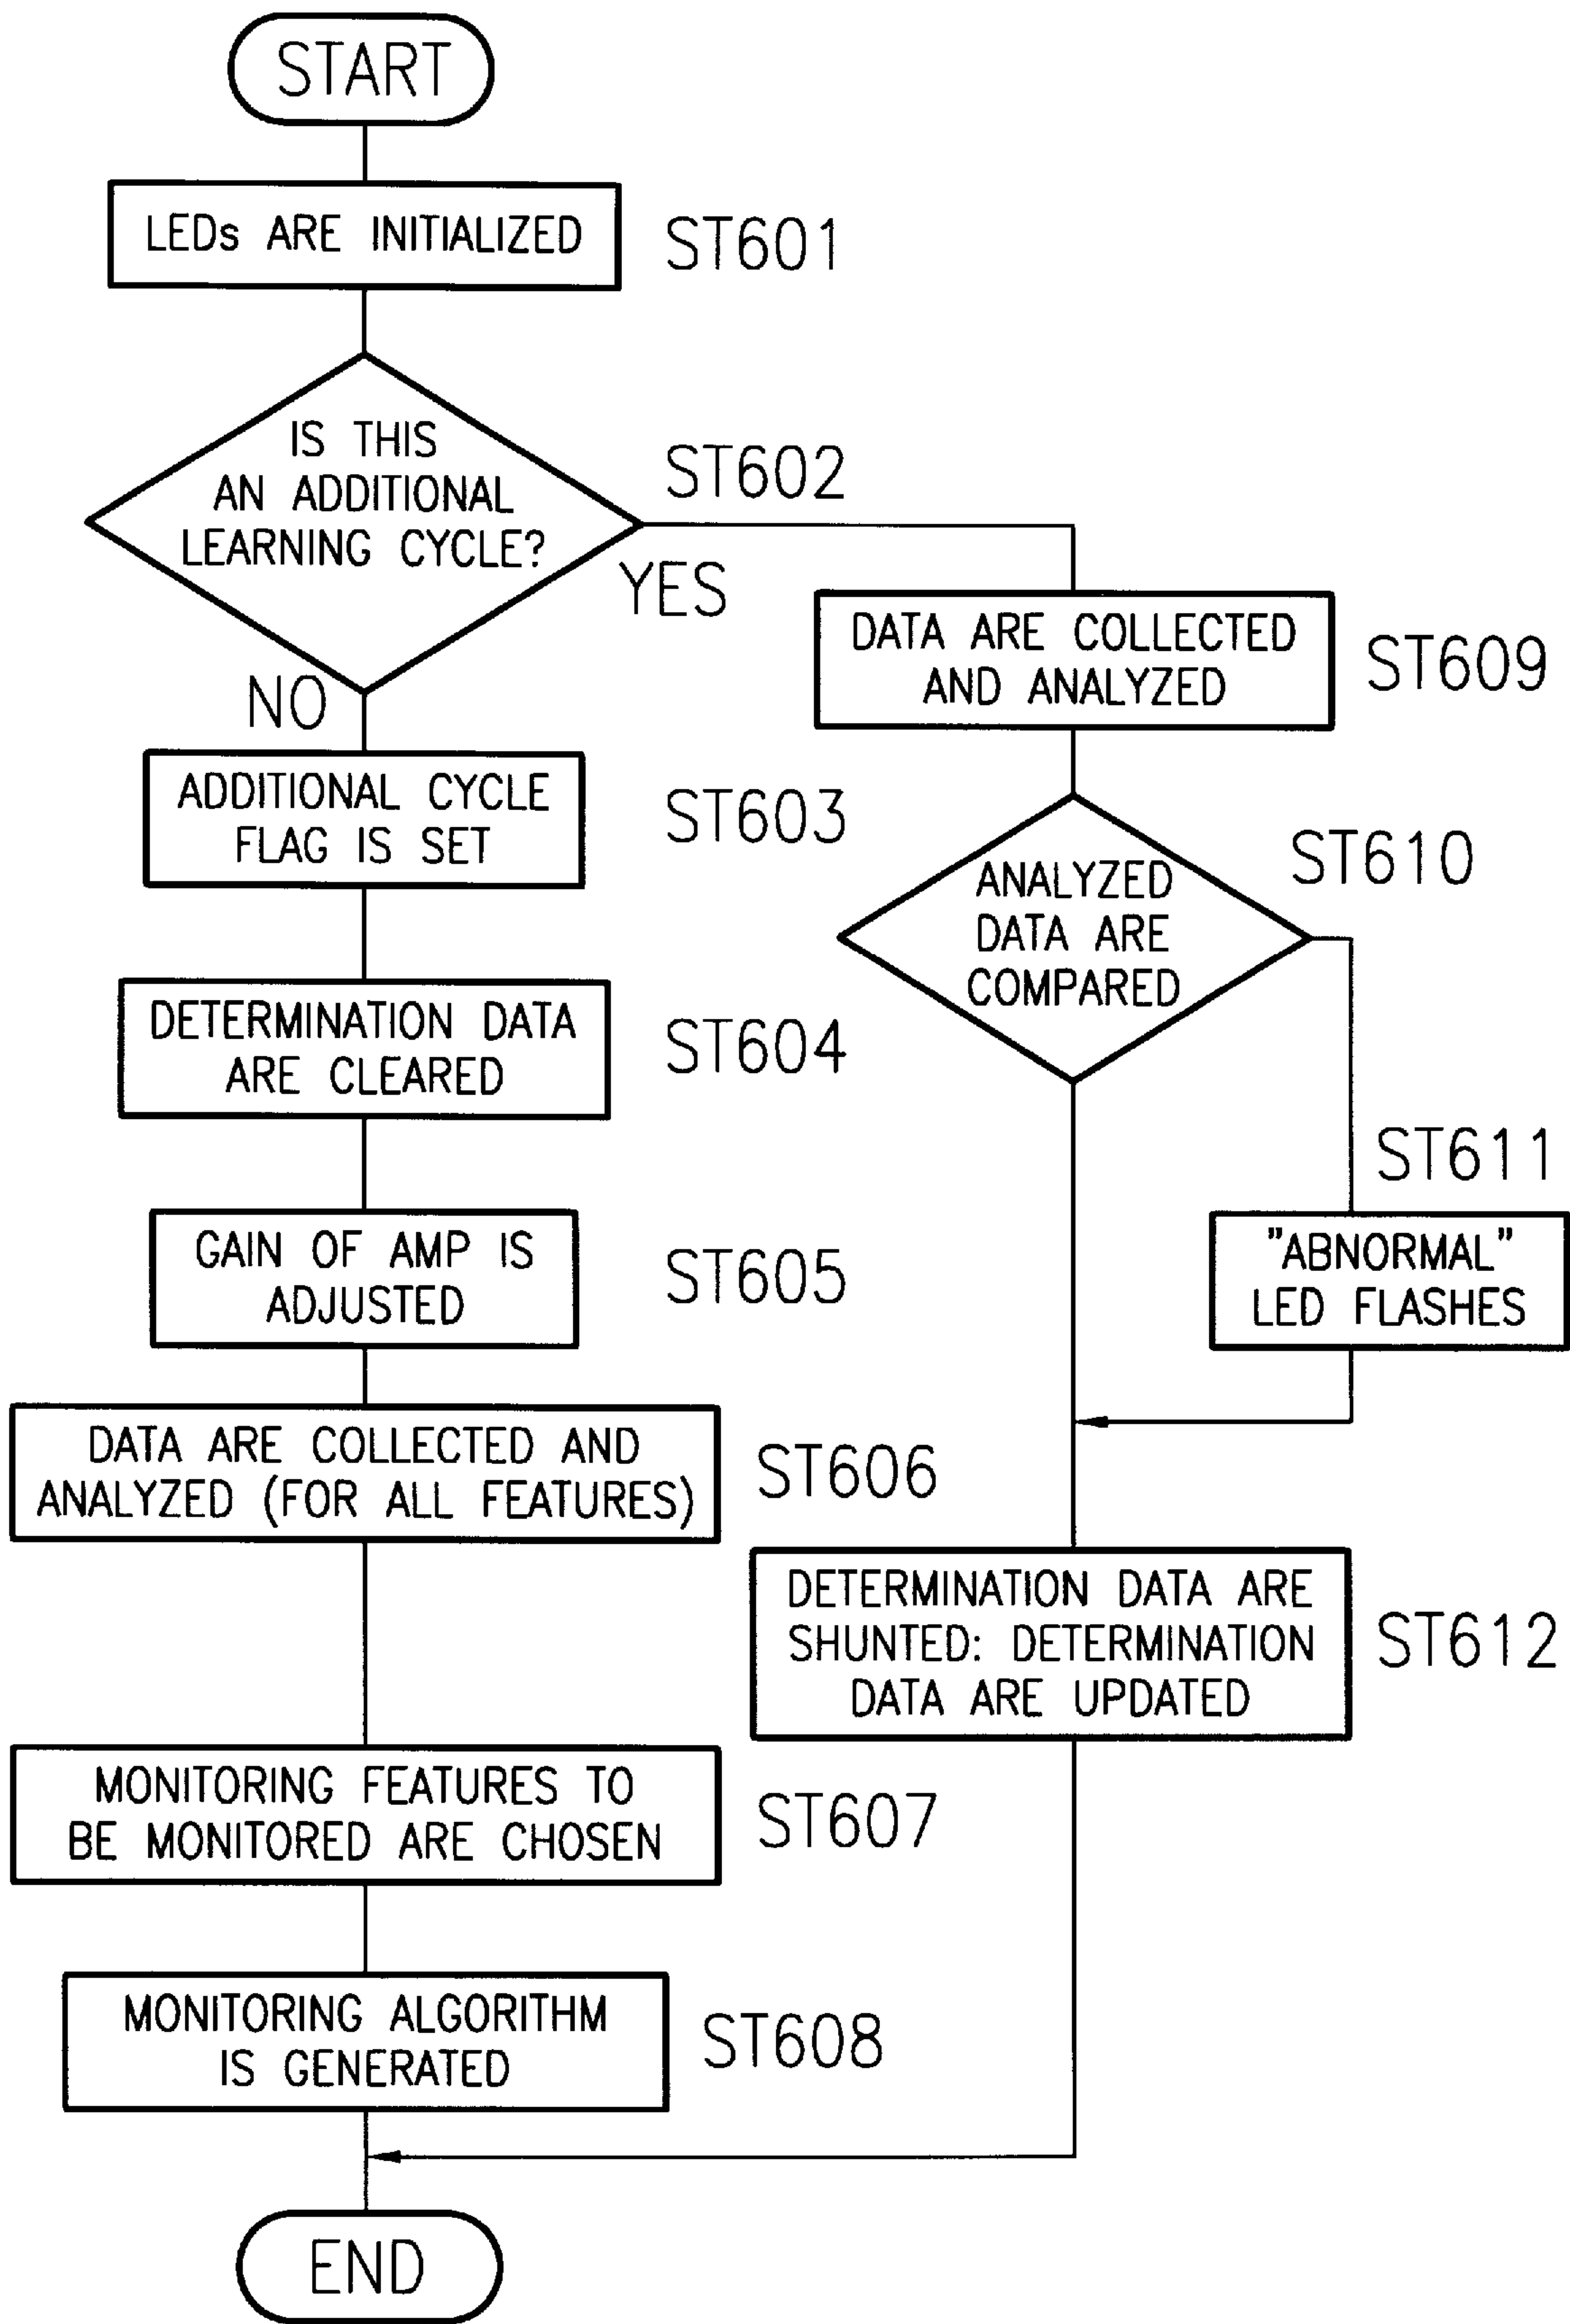 START
LEDs ARE INITIALIZED
ST601
IS THIS
AN ADDITIONAL
LEARNING CYCLE?
ST602
YES
NO
ADDITIONAL CYCLE
FLAG IS SET
ST603
DETERMINATION DATA
ARE CLEARED
ST604
GAIN OF AMP IS
ADJUSTED
ST605
DATA ARE COLLECTED AND
ANALYZED (FOR ALL FEATURES)
ST606
MONITORING FEATURES TO
BE MONITORED ARE CHOSEN
ST607
MONITORING ALGORITHM
IS GENERATED
ST608
DATA ARE COLLECTED
AND ANALYZED
ST609
ANALYZED
DATA ARE
COMPARED
ST610
ST611
"ABNORMAL"
LED FLASHES
DETERMINATION DATA ARE
SHUNTED: DETERMINATION
DATA ARE UPDATED
ST612
END